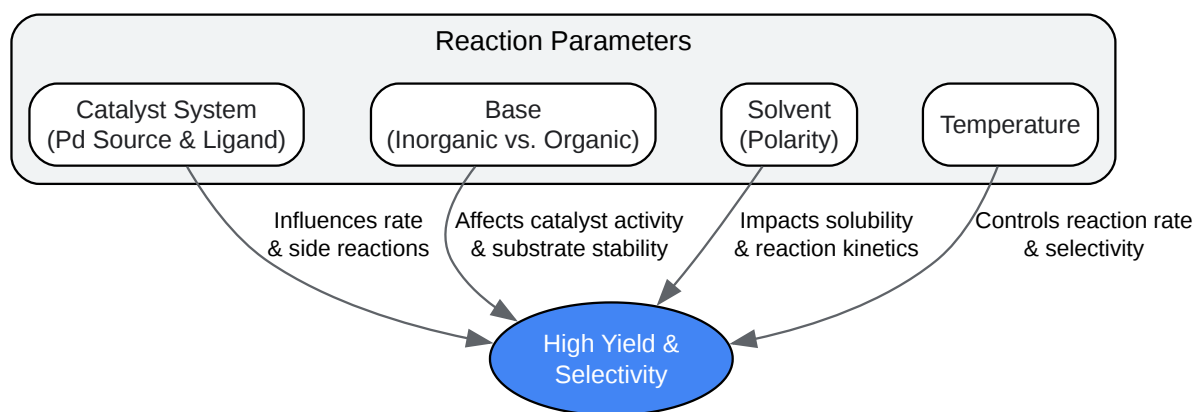 Reaction Parameters
Catalyst System
(Pd Source & Ligand)
Base
(Inorganic vs. Organic)
Solvent
(Polarity)
Temperature
Influences rate
& side reactions
Affects catalyst activity
& substrate stability
Impacts solubility
& reaction kinetics
Controls reaction rate
& selectivity
High Yield &
Selectivity